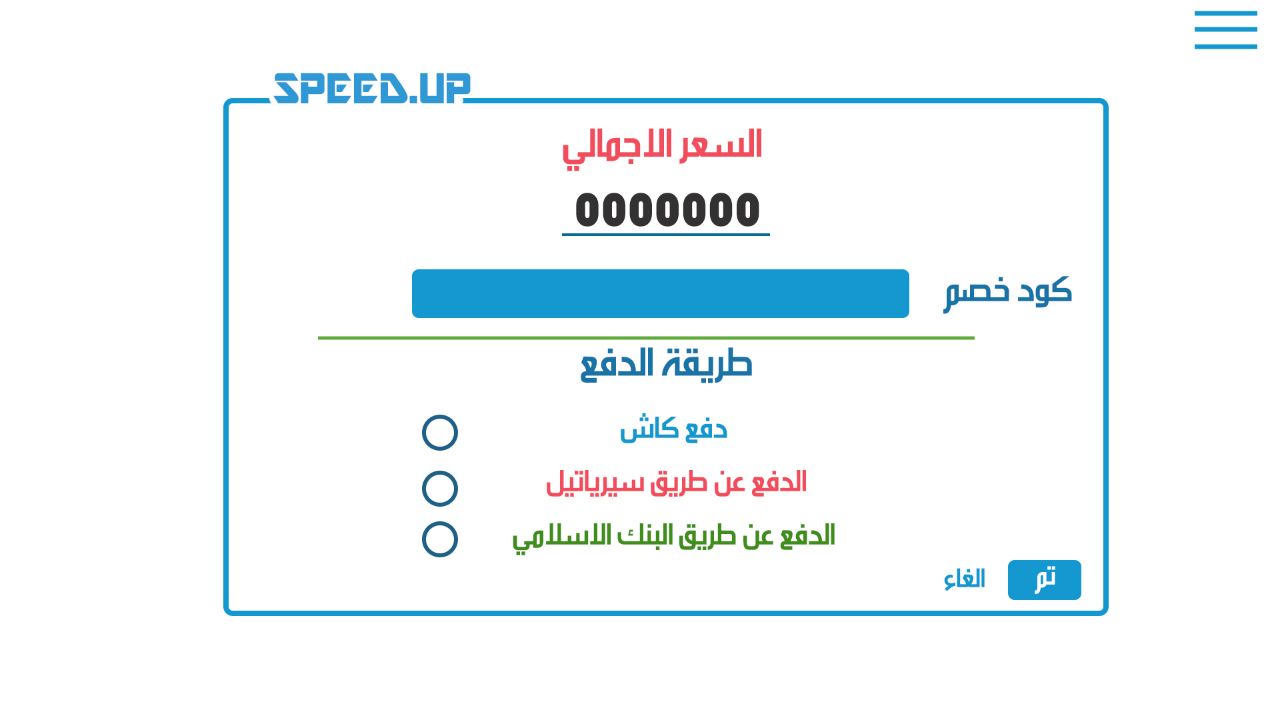 SPEED.UP
السعر الاجمالي
0000000
كود خصم
طريقة الدفع
دفع كاش
الدفع عن طريق سيرياتيل
الدفع عن طريق البنك الاسلامي
تم
الغاء